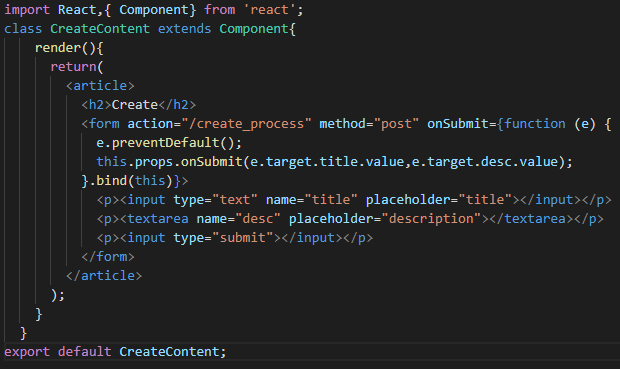 import React,{ Component} from 'react';
class CreateContent extends Component{
    render(){
      return(
        <article>
          <h2>Create</h2>
          <form action="/create_process" method="post" onSubmit={function (e) {
            e.preventDefault();
            this.props.onSubmit(e.target.title.value,e.target.desc.value);
          }.bind(this)}>
            <p><input type="text" name="title" placeholder="title"></input></p>
            <p><textarea name="desc" placeholder="description"></textarea></p>
            <p><input type="submit"></input></p>
          </form>
        </article>
      );
    }
  }
export default CreateContent;